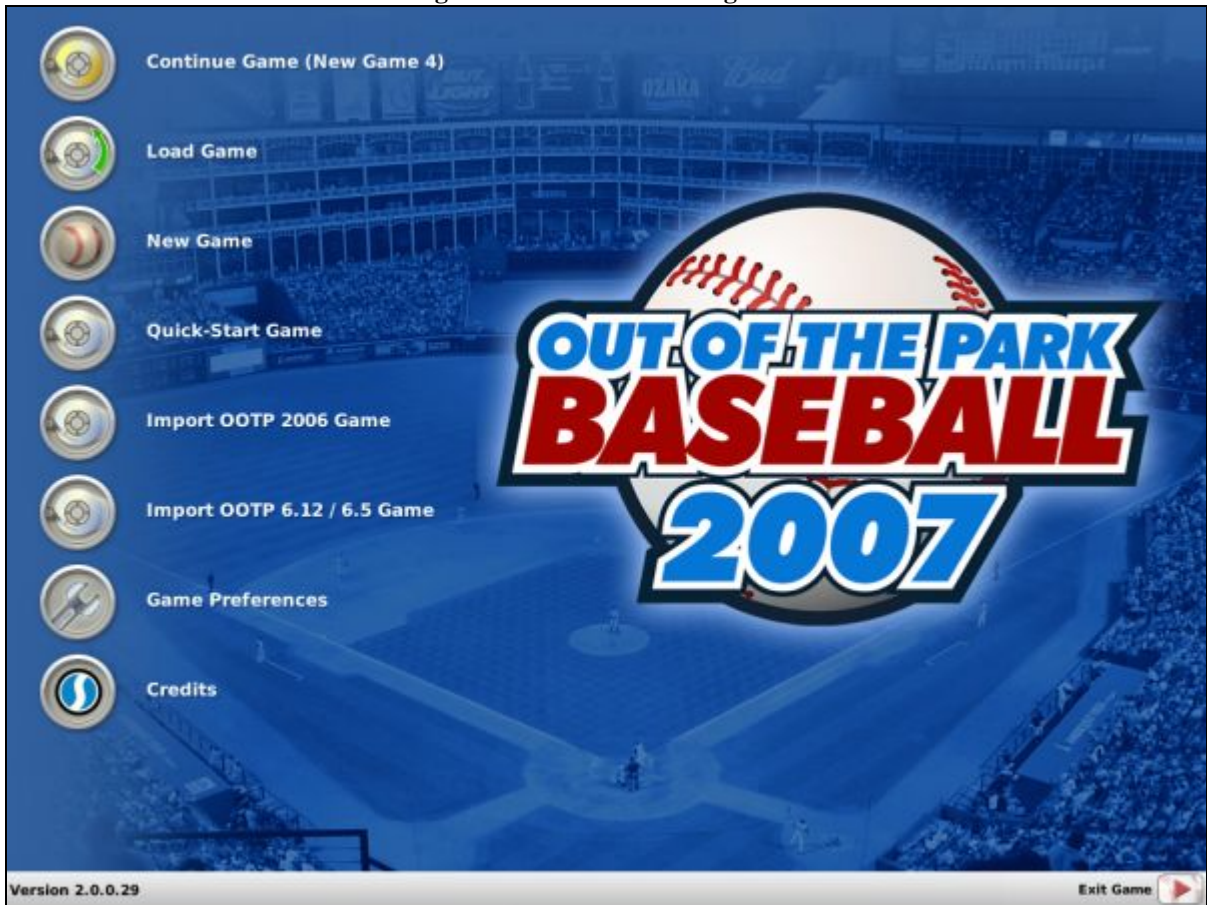 Continue Game (New Game 4)
Load Game
New Game
Quick-Start Game
Import OOTP 2006 Game
Import OOTP 6.12 / 6.5 Game
Game Preferences
Credits
OZARKA
Bud
OUT OF THE PARK
BASEBALL
2007
Version 2.0.0.29
Exit Game